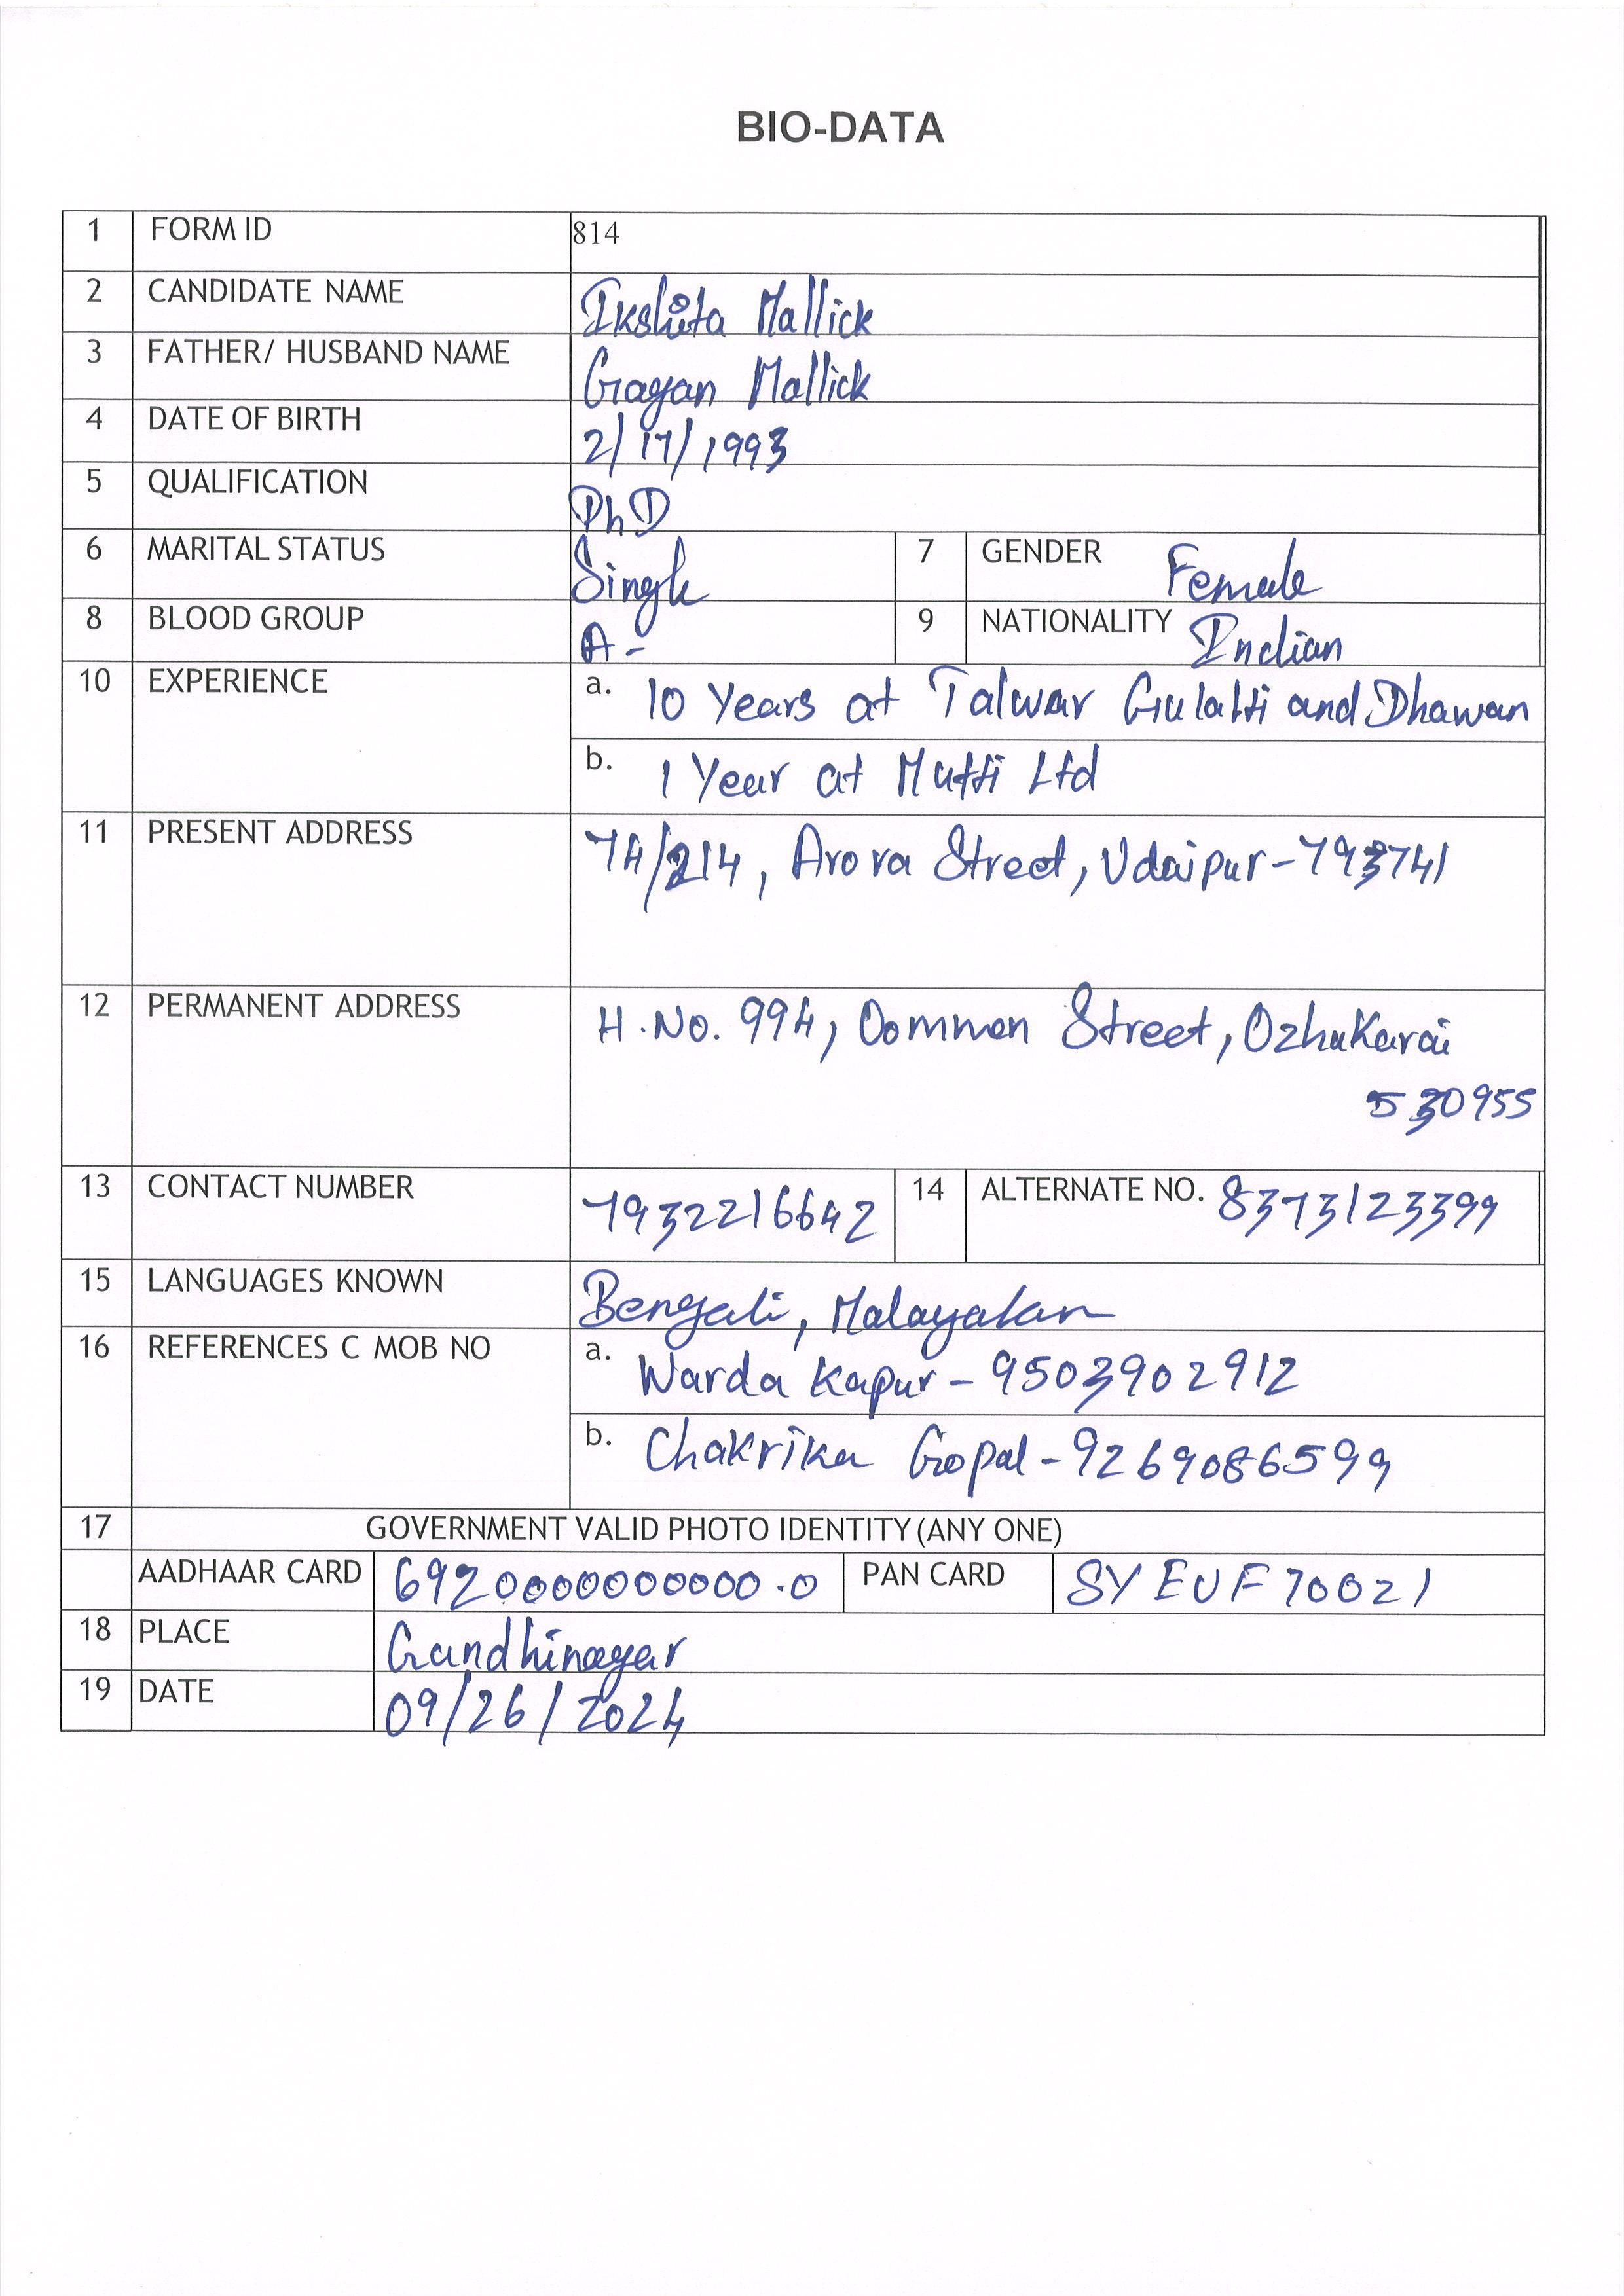 BIO-DATA
1 FORM ID 814
2 CANDIDATE NAME Ikshita Mallick
3 FATHER/ HUSBAND NAME Gagan Mallick
4 DATE OF BIRTH 2/17/1993
5 QUALIFICATION PhD
6 MARITAL STATUS Single 7 GENDER Female
8 BLOOD GROUP A- 9 NATIONALITY Indian
10 EXPERIENCE a. 10 Years at Talwar Gulatti and Dhawan
b. 1 Year at Mutti Ltd
11 PRESENT ADDRESS 74/214, Arora Street, Udaipur-793741
12 PERMANENT ADDRESS H.No. 994, Oommen Street, Ozhukarai
530955
13 CONTACT NUMBER 7932216642 14 ALTERNATE NO. 8373123399
15 LANGUAGES KNOWN Bengali, Malayalam
16 REFERENCES C MOB NO a. Warda Kapur - 9503902912
b. Chakrika Gopal - 9269086599
17 GOVERNMENT VALID PHOTO IDENTITY (ANY ONE)
AADHAAR CARD 6920000000000.0 PAN CARD SYEUF70021
18 PLACE Gandhinagar
19 DATE 09/26/2024